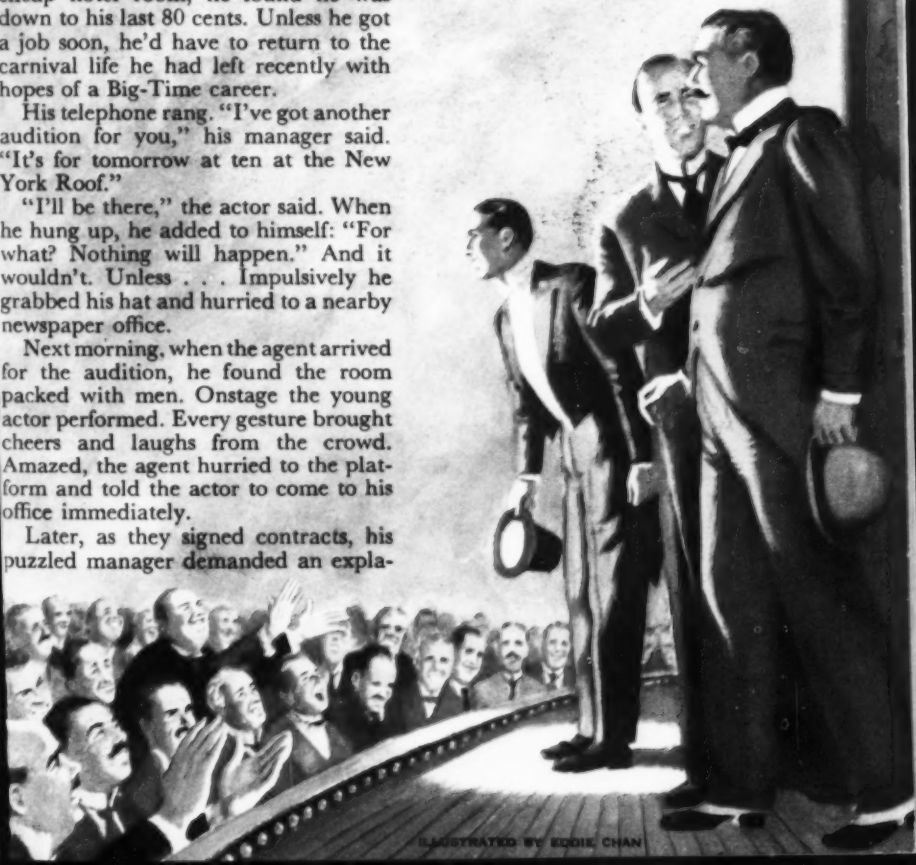 cheap hotel room, he found he was
down to his last 80 cents. Unless he got
a job soon, he'd have to return to the
carnival life he had left recently with
hopes of a Big-Time career.
His telephone rang. “I've got another
audition for you,” his manager said.
“It's for tomorrow at ten at the New
York Roof.”
“I'll be there,” the actor said. When
he hung up, he added to himself: “For
what? Nothing will happen.” And it
wouldn't. Unless . . . Impulsively he
grabbed his hat and hurried to a nearby
newspaper office.
Next morning, when the agent arrived
for the audition, he found the room
packed with men. Onstage the young
actor performed. Every gesture brought
cheers and laughs from the crowd.
Amazed, the agent hurried to the plat-
form and told the actor to come to his
office immediately.
Later, as they signed contracts, his
puzzled manager demanded an expla-
ILLUSTRATED BY EDDIE CHAN